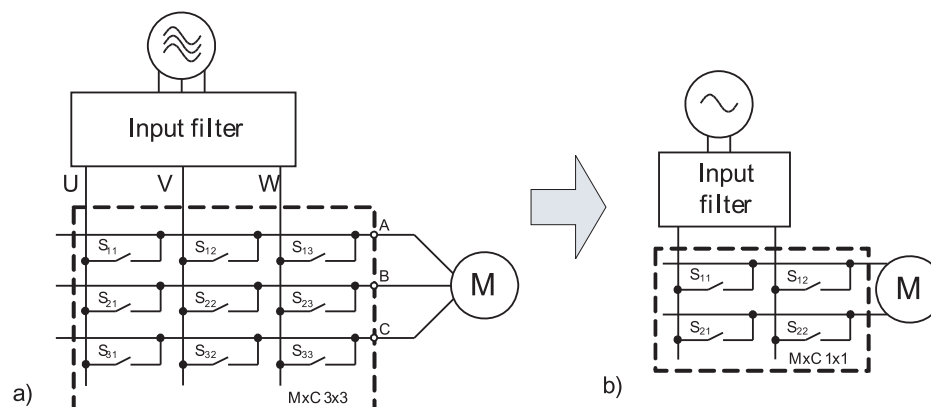 Input filter
U V W
A
S11 S12 S13
B
S21 S22 S23
M
C
S31 S32 S33
MxC 3x3
a)
Input
filter
S11 S12
M
S21 S22
MxC 1x1
b)